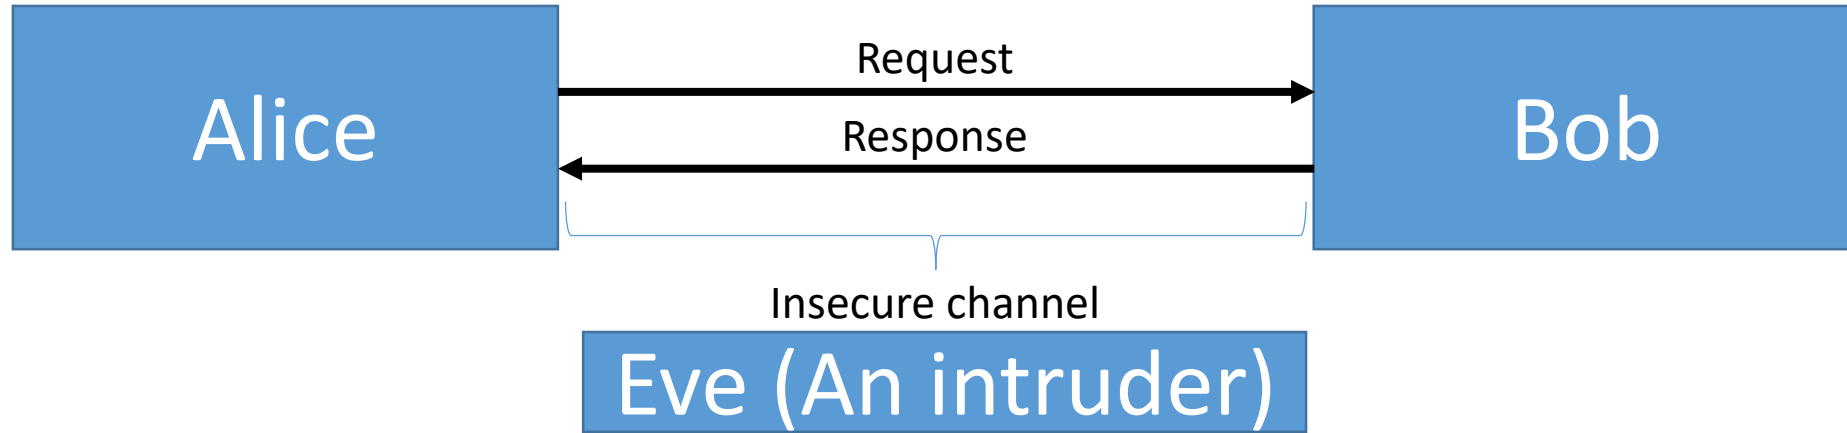 Alice
Request
Response
Bob
Insecure channel
Eve (An intruder)